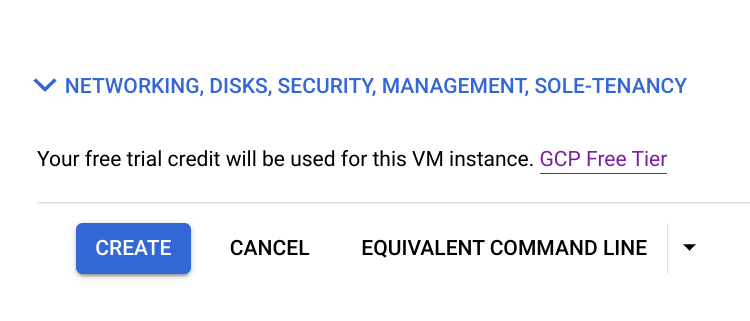 NETWORKING, DISKS, SECURITY, MANAGEMENT, SOLE-TENANCY
Your free trial credit will be used for this VM instance. GCP Free Tier
CREATE CANCEL EQUIVALENT COMMAND LINE